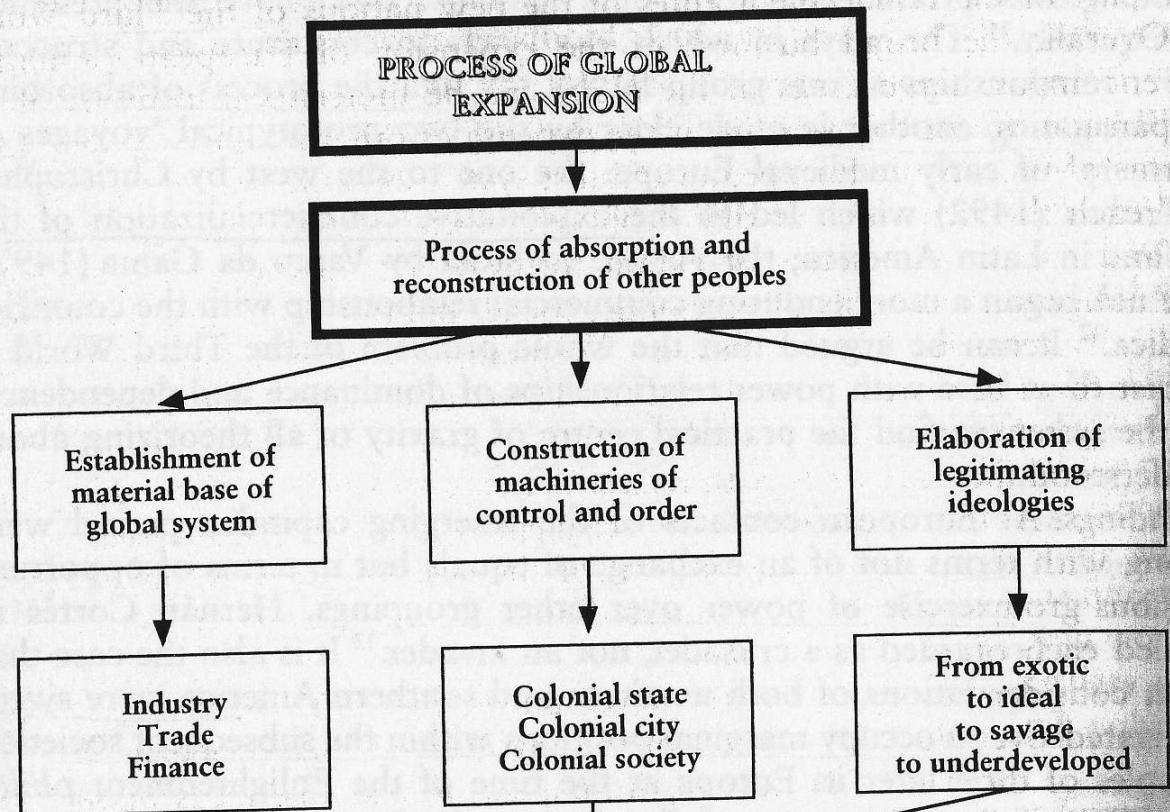 PROCESS OF GLOBAL
EXPANSION
Process of absorption and
reconstruction of other peoples
Establishment of
material base of
global system
Construction of
machineries of
control and order
Elaboration of
legitimating
ideologies
Industry
Trade
Finance
Colonial state
Colonial city
Colonial society
From exotic
to ideal
to savage
to underdeveloped